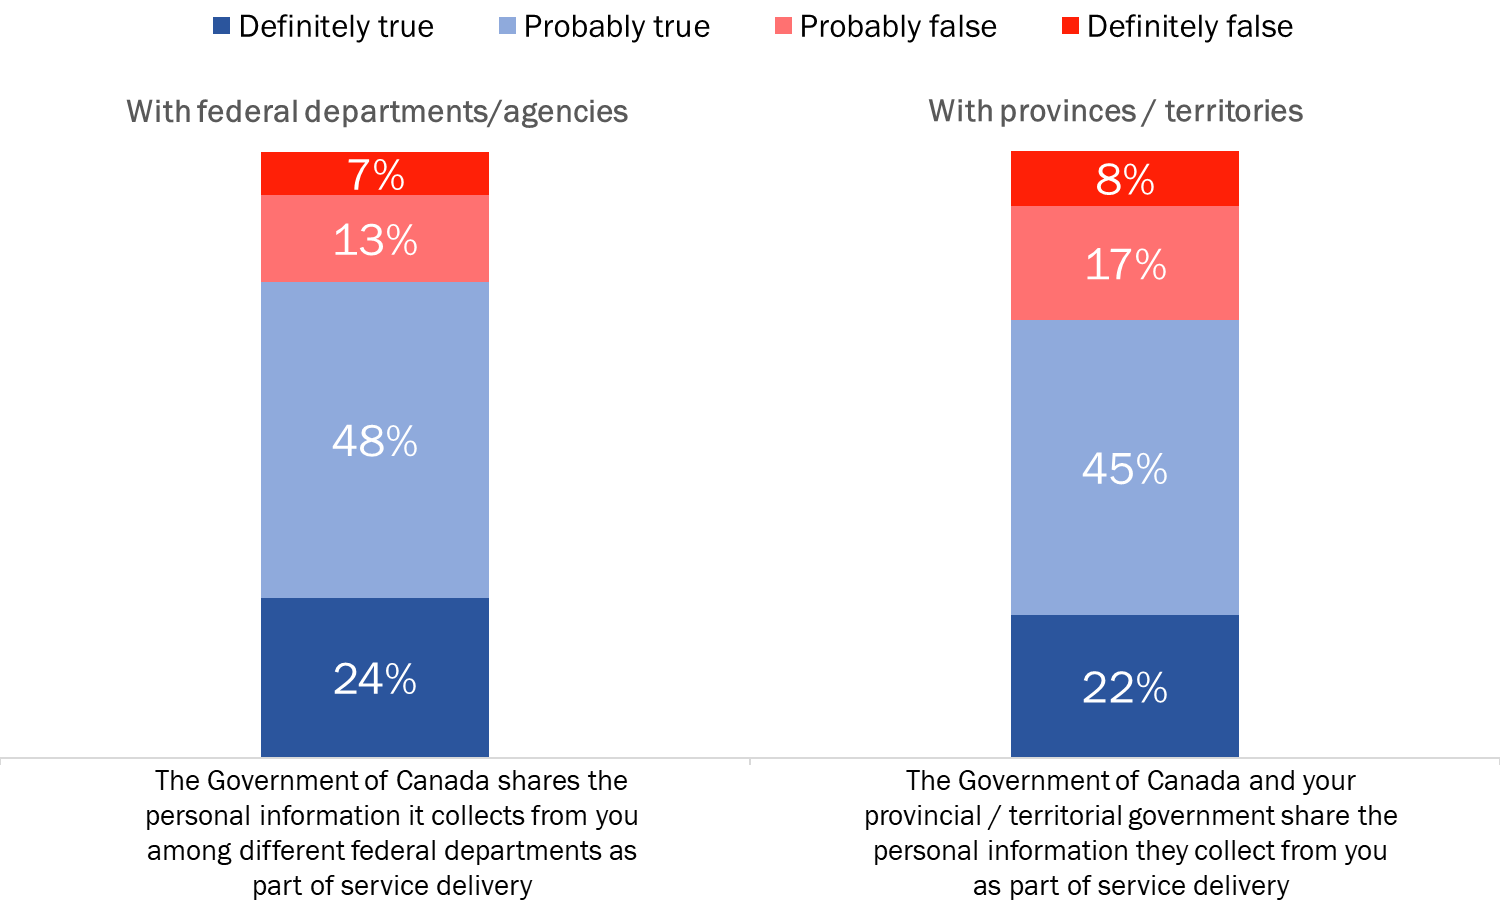 Definitely true Probably true Probably false Definitely false
With federal departments/agencies
7%
13%
48%
24%
The Government of Canada shares the
personal information it collects from you
among different federal departments as
part of service delivery
With provinces / territories
8%
17%
45%
22%
The Government of Canada and your
provincial / territorial government share the
personal information they collect from you
as part of service delivery